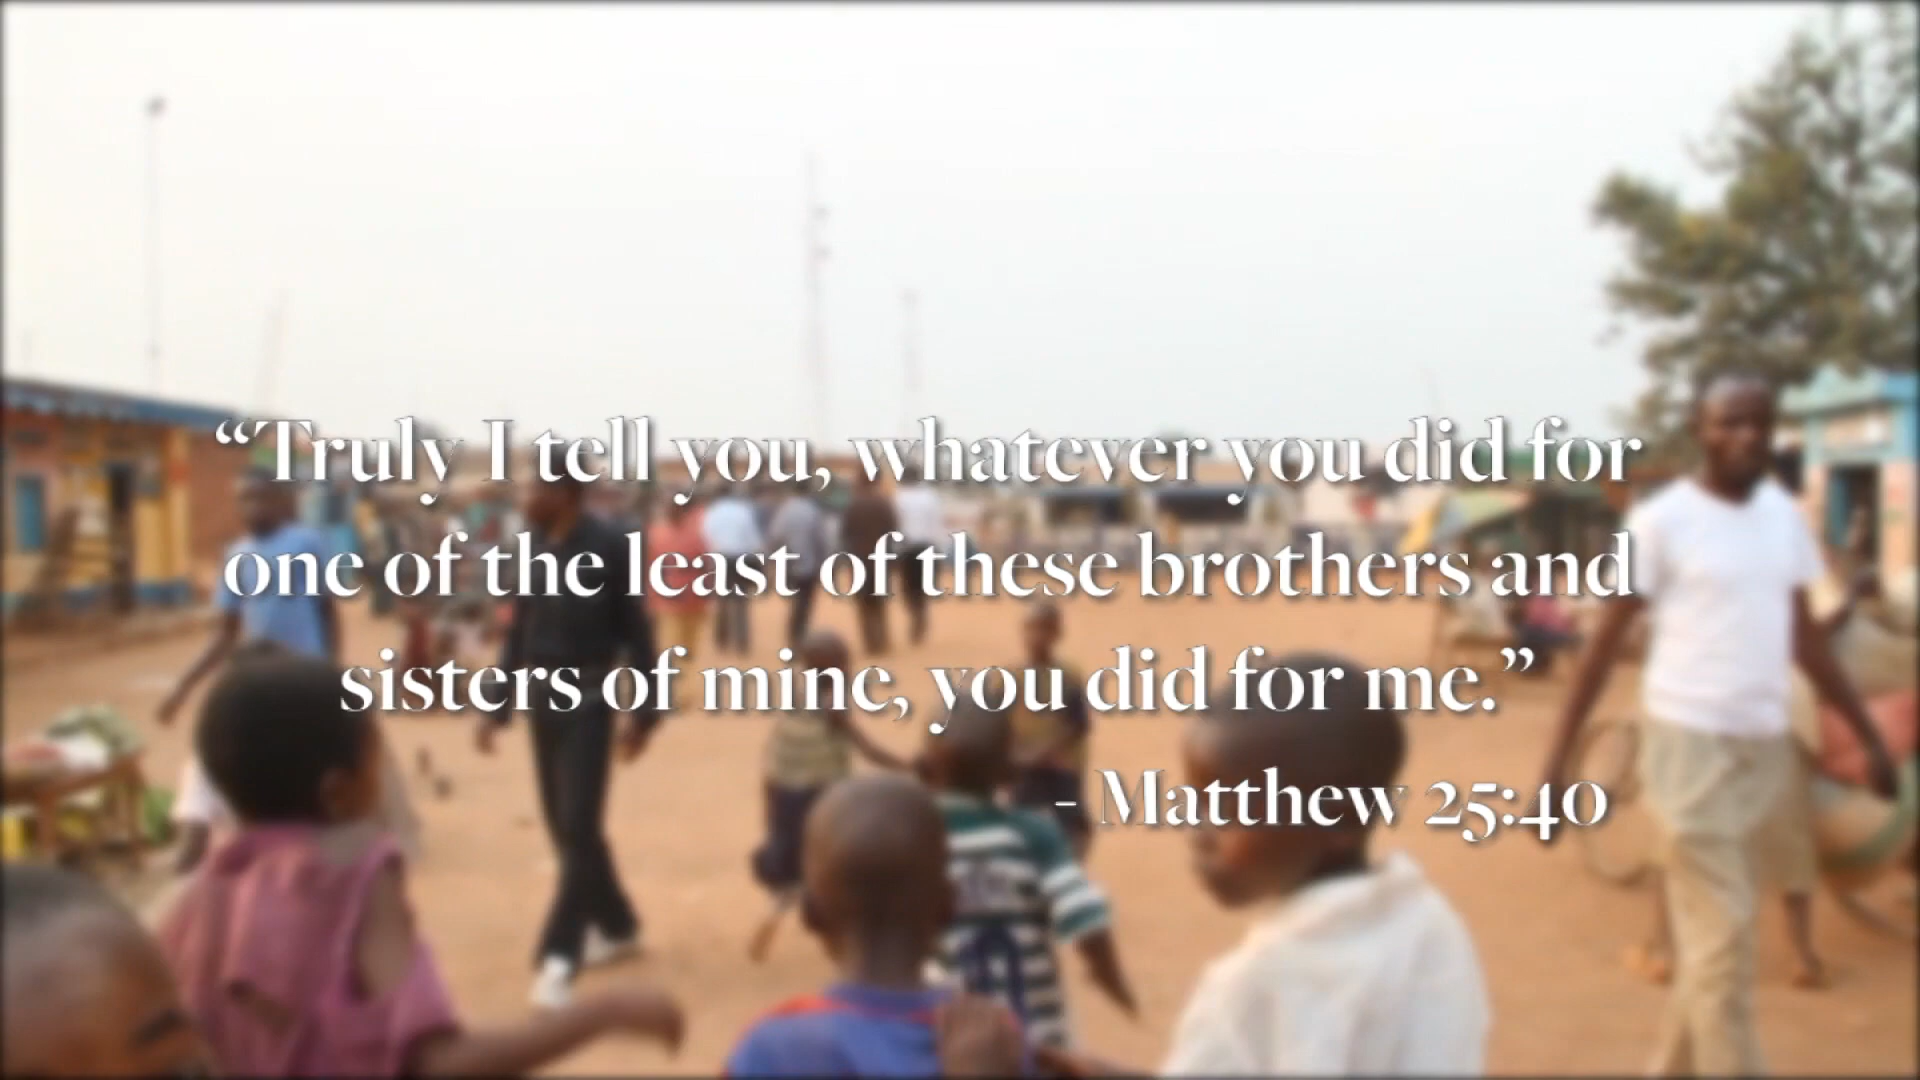 “Truly I tell you, whatever you did for
one of the least of these brothers and
sisters of mine, you did for me.”
- Matthew 25:40